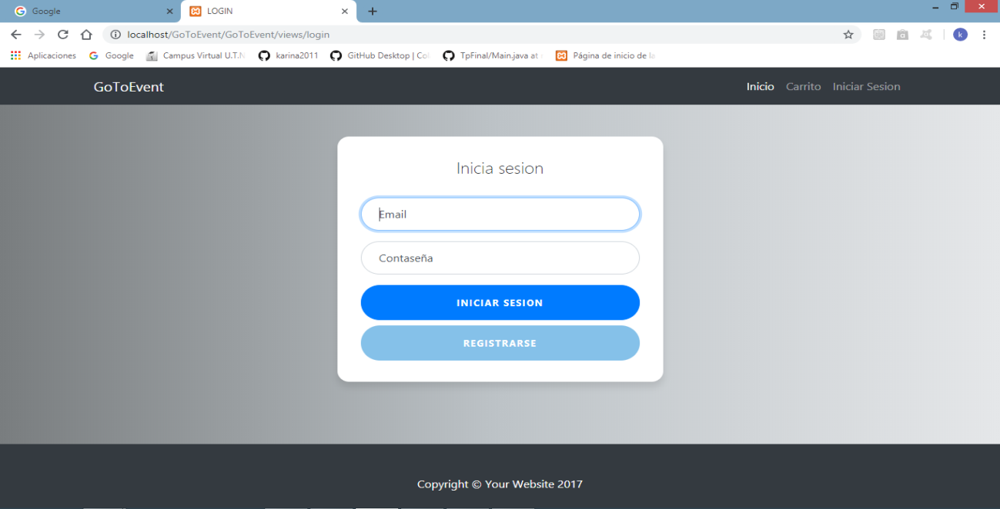 Google
LOGIN
localhost/GoToEvent/GoToEvent/views/login
k
Aplicaciones
Google
Campus Virtual U.T.N
karina2011
GitHub Desktop | Co
TpFinal/Main.java at
Página de inicio de la
GoToEvent
Inicio
Carrito
Iniciar Sesion
Inicia sesion
Email
Contaseña
INICIAR SESION
REGISTRARSE
Copyright © Your Website 2017